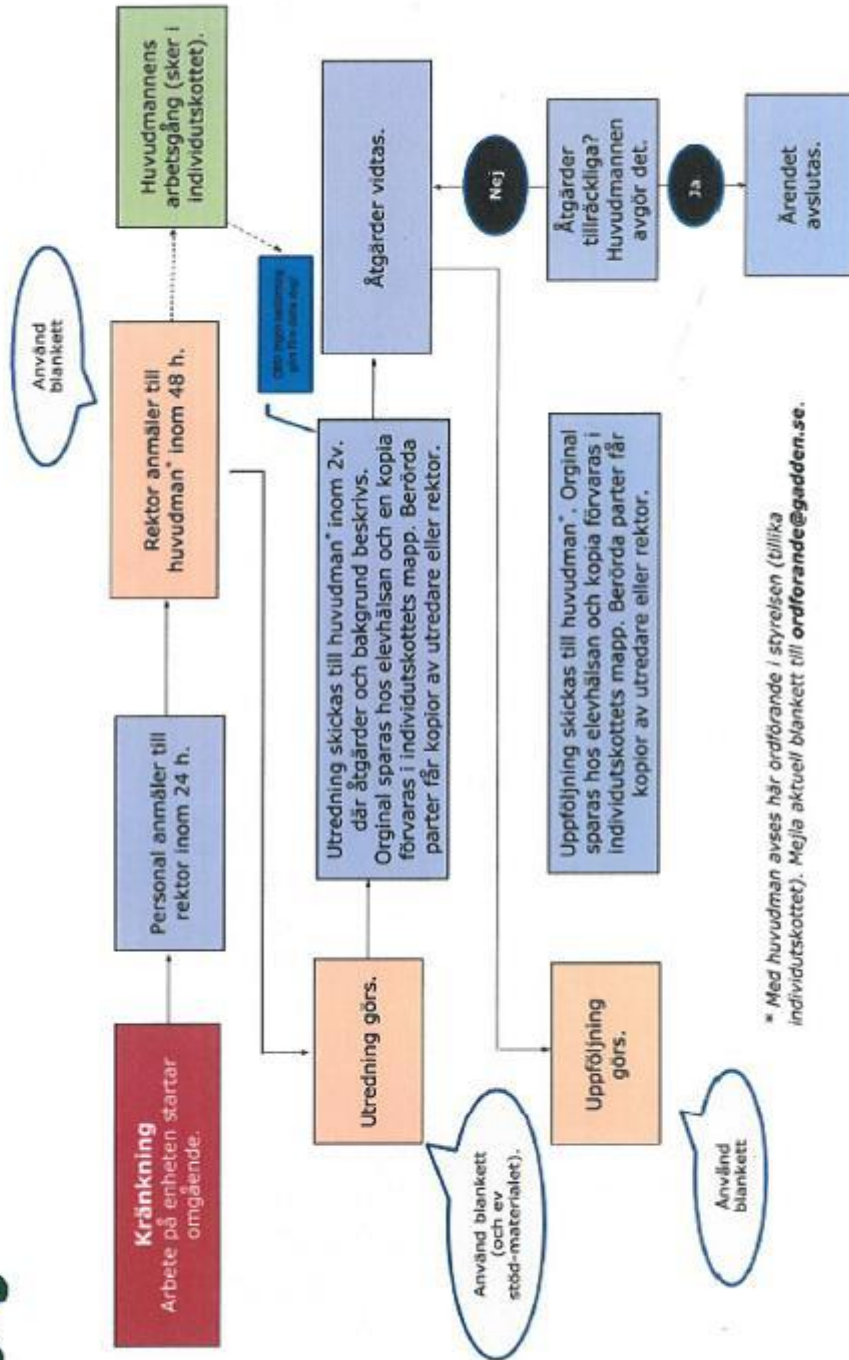 Använd
blankett
Kränkning
Arbete på enheten startar
omgående.
Personal anmäler till
rektor inom 24 h.
Rektor anmäler till
huvudman* inom 48 h.
Huvudmannens
arbetsgång (sker i
individutskottet).
Utredning görs.
Använd blankett
(och ev
stöd-materialet).
Utredning skickas till huvudman* inom 2v.
där åtgärder och bakgrund beskrivs.
Orginal sparas hos elevhälsan och en kopia
förvaras i individutskottets mapp. Berörda
parter får kopior av utredare eller rektor.
Åtgärder vidtas.
Uppföljning
görs.
Använd
blankett
Uppföljning skickas till huvudman*. Orginal
sparas hos elevhälsan och kopia förvaras i
individutskottets mapp. Berörda parter får
kopior av utredare eller rektor.
Nej
Åtgärder
tillräckliga?
Huvudmannen
avgör det.
Ja
Ärendet
avslutas.
* Med huvudman avses här ordförande i styrelsen (tillika
individutskottet). Mejla aktuell blankett till ordforande@gadden.se.